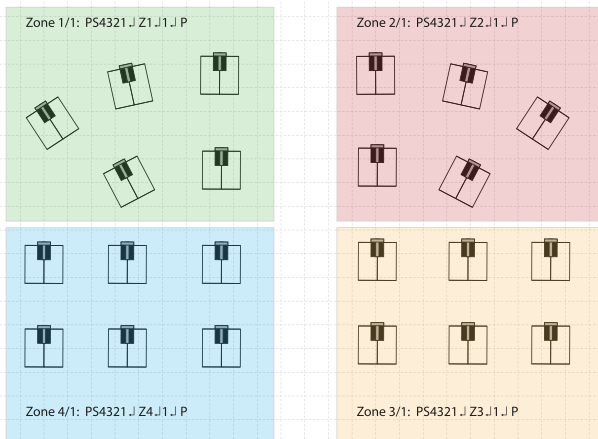 Zone 1/1: PS4321↲ Z1↲1↲ P
Zone 2/1: PS4321↲ Z2↲1↲ P
Zone 4/1: PS4321↲ Z4↲1↲ P
Zone 3/1: PS4321↲ Z3↲1↲ P